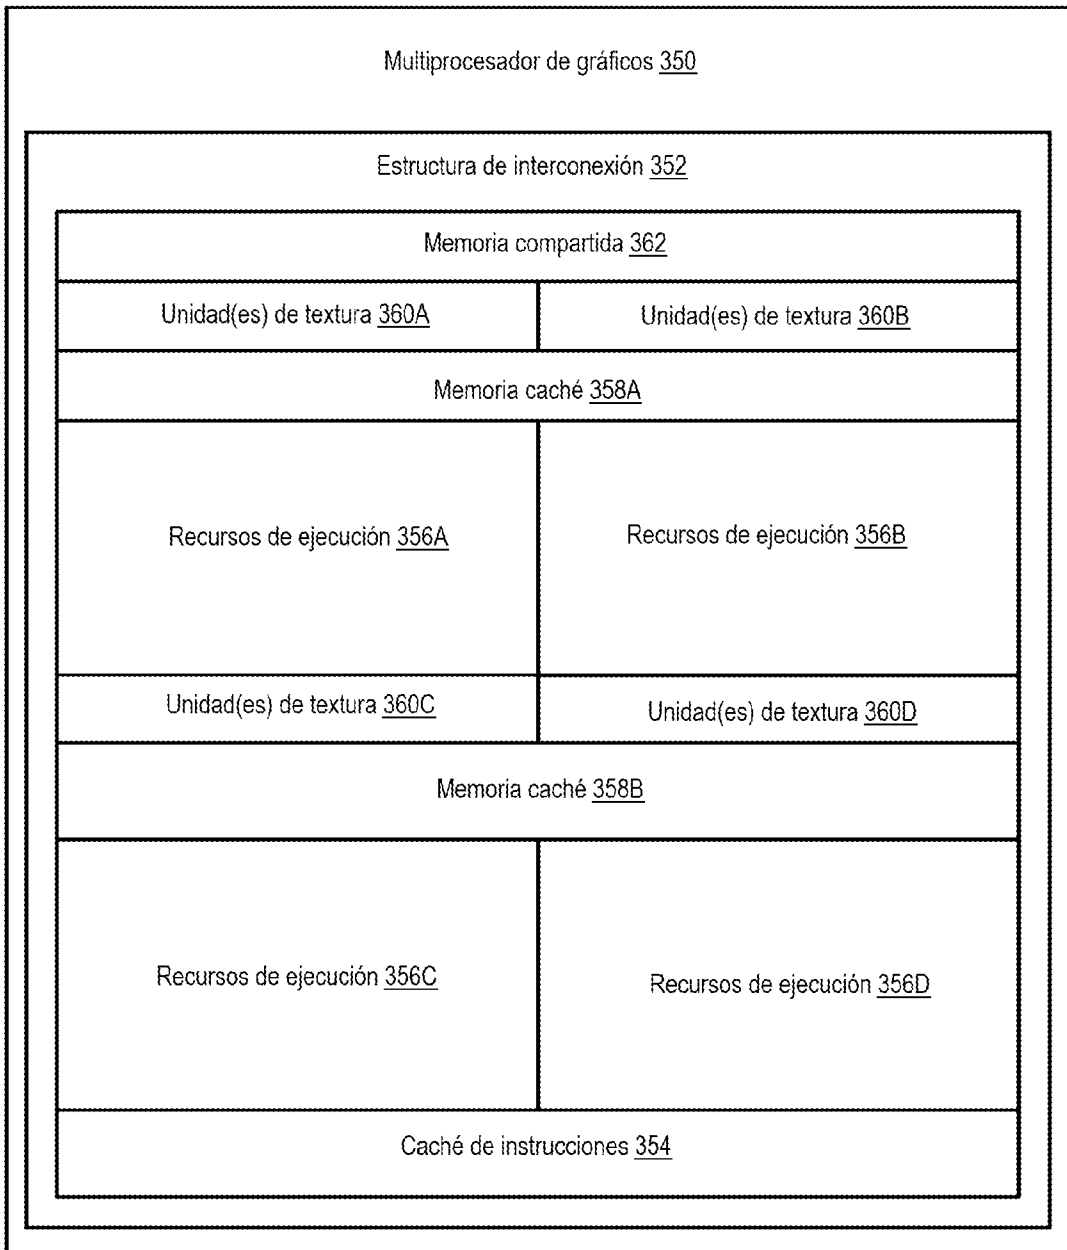 Multiprocesador de gráficos 350
Estructura de interconexión 352
Memoria compartida 362
Unidad(es) de textura 360A
Unidad(es) de textura 360B
Memoria caché 358A
Recursos de ejecución 356A
Recursos de ejecución 356B
Unidad(es) de textura 360C
Unidad(es) de textura 360D
Memoria caché 358B
Recursos de ejecución 356C
Recursos de ejecución 356D
Caché de instrucciones 354